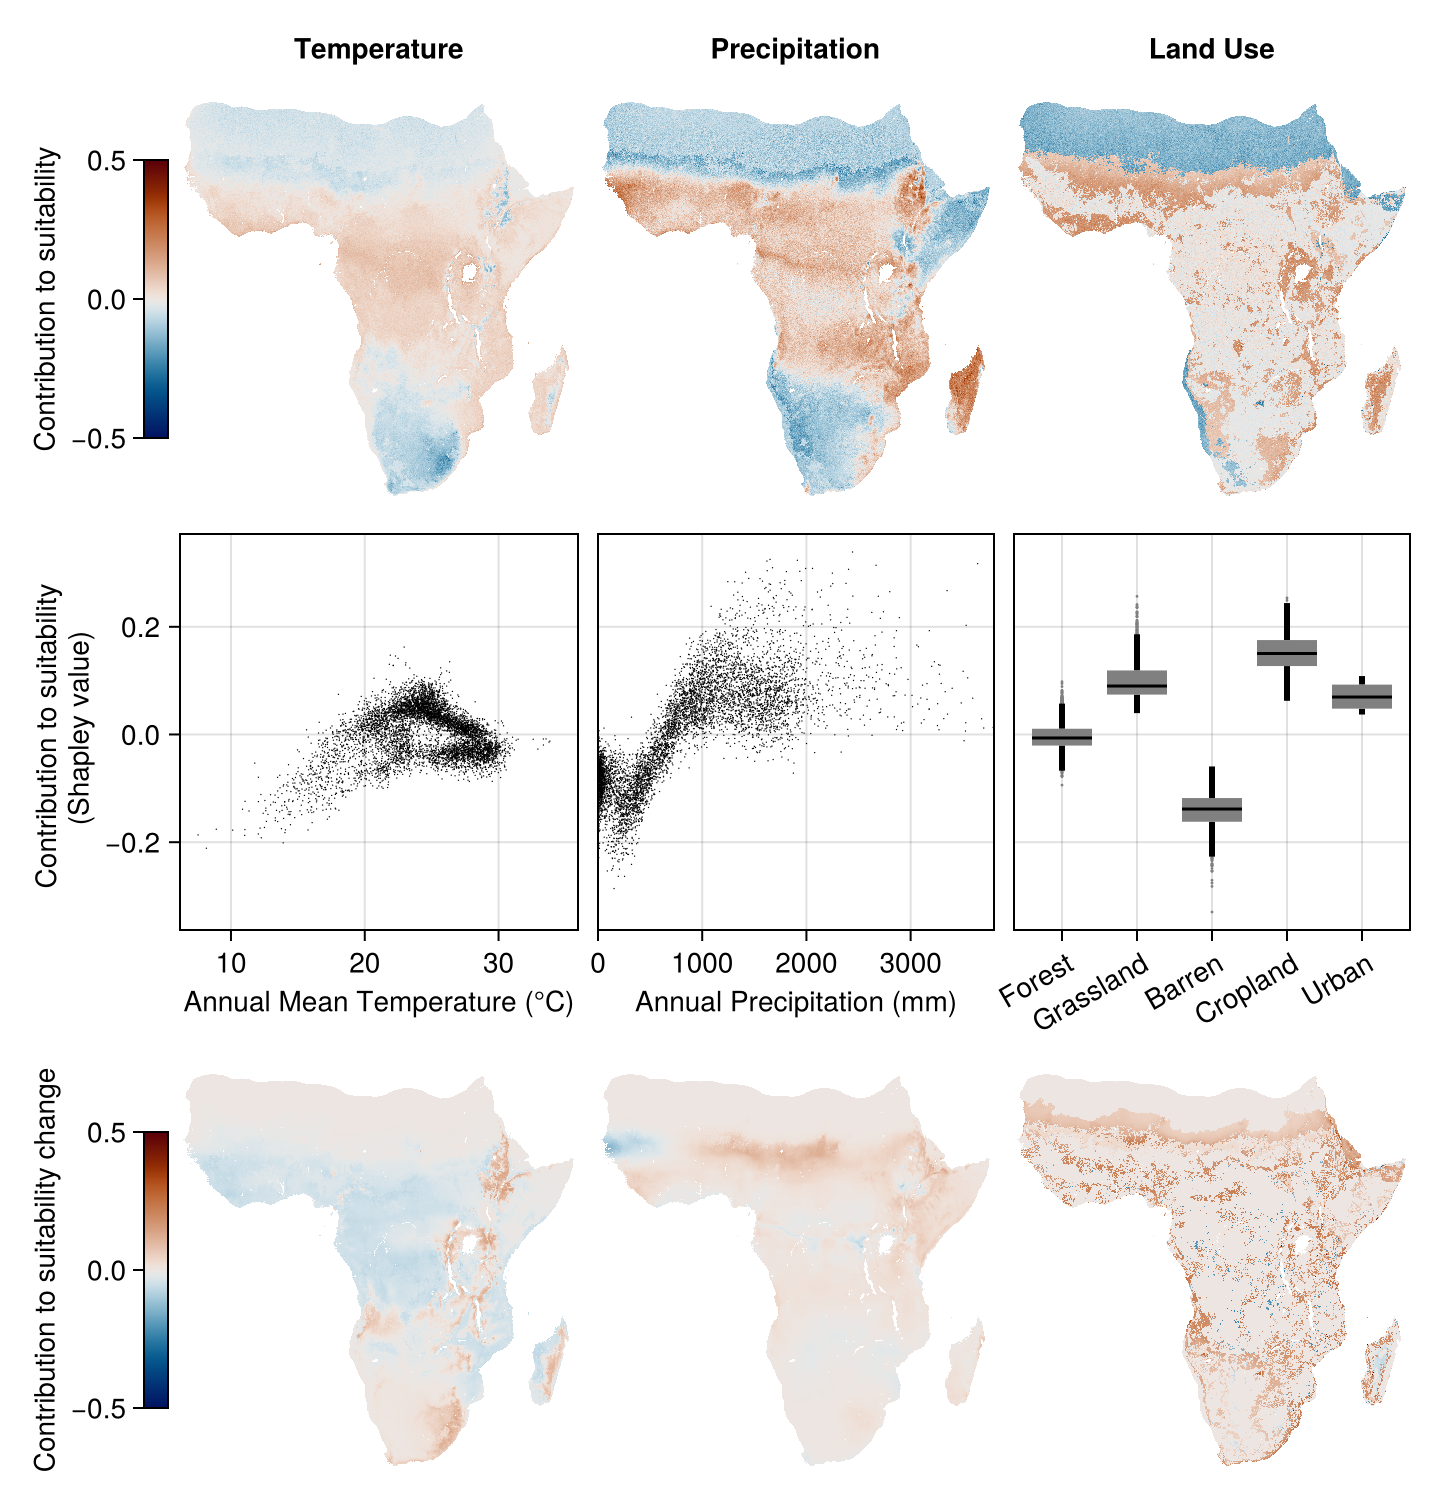 Temperature
Precipitation
Land Use
Contribution to suitability
0.5
0.0
−0.5
Contribution to suitability
(Shapley value)
0.2
0.0
−0.2
10
20
30
Annual Mean Temperature (°C)
0
1000
2000
3000
Annual Precipitation (mm)
Forest
Grassland
Barren
Cropland
Urban
Contribution to suitability change
0.5
0.0
−0.5